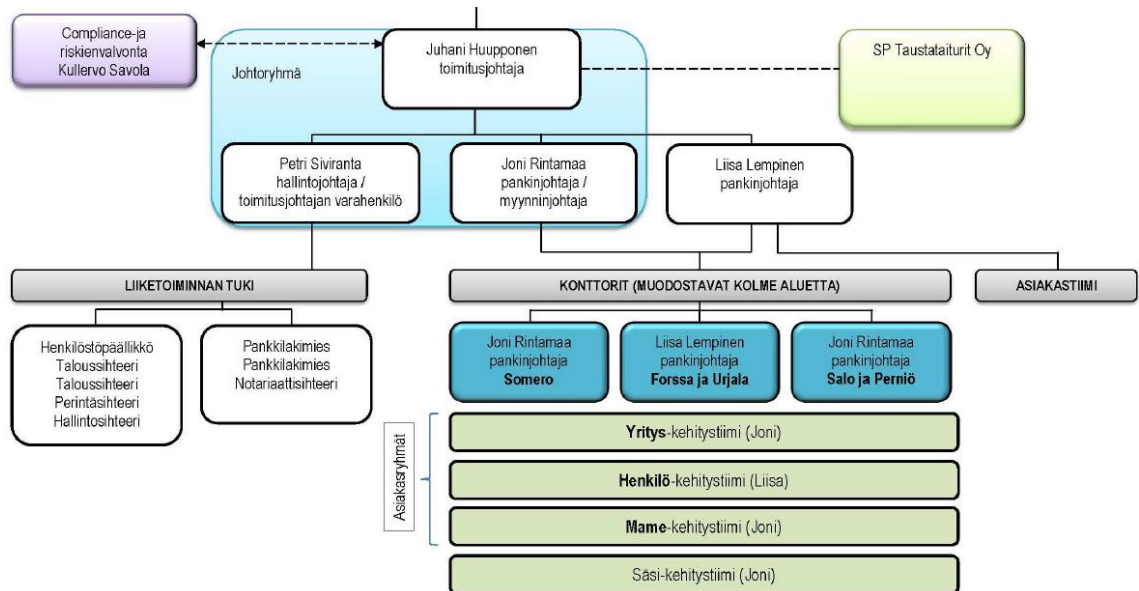 Compliance-ja
riskienvalvonta
Kullervo Savola
Juhani Huupponen
toimitusjohtaja
SP Taustataiturit Oy
Johtoryhmä
Petri Siviranta
hallintojohtaja /
toimitusjohtajan varahenkilö
Joni Rintamaa
pankinjohtaja /
myynninjohtaja
Liisa Lempinen
pankinjohtaja
LIIKETOIMINNAN TUKI
KONTTORIT (MUODOSTAVAT KOLME ALUETTA)
ASIAKASTIIMI
Henkilöstöpäällikkö
Taloussihteeri
Taloussihteeri
Perintäsihteeri
Hallintosihteeri
Pankkilakimies
Pankkilakimies
Notariaattisihteeri
Joni Rintamaa
pankinjohtaja
Somero
Liisa Lempinen
pankinjohtaja
Forssa ja Urjala
Joni Rintamaa
pankinjohtaja
Salo ja Perniö
Asiakasryhmät
Yritys-kehitystiimi (Joni)
Henkilö-kehitystiimi (Liisa)
Mame-kehitystiimi (Joni)
Säsi-kehitystiimi (Joni)